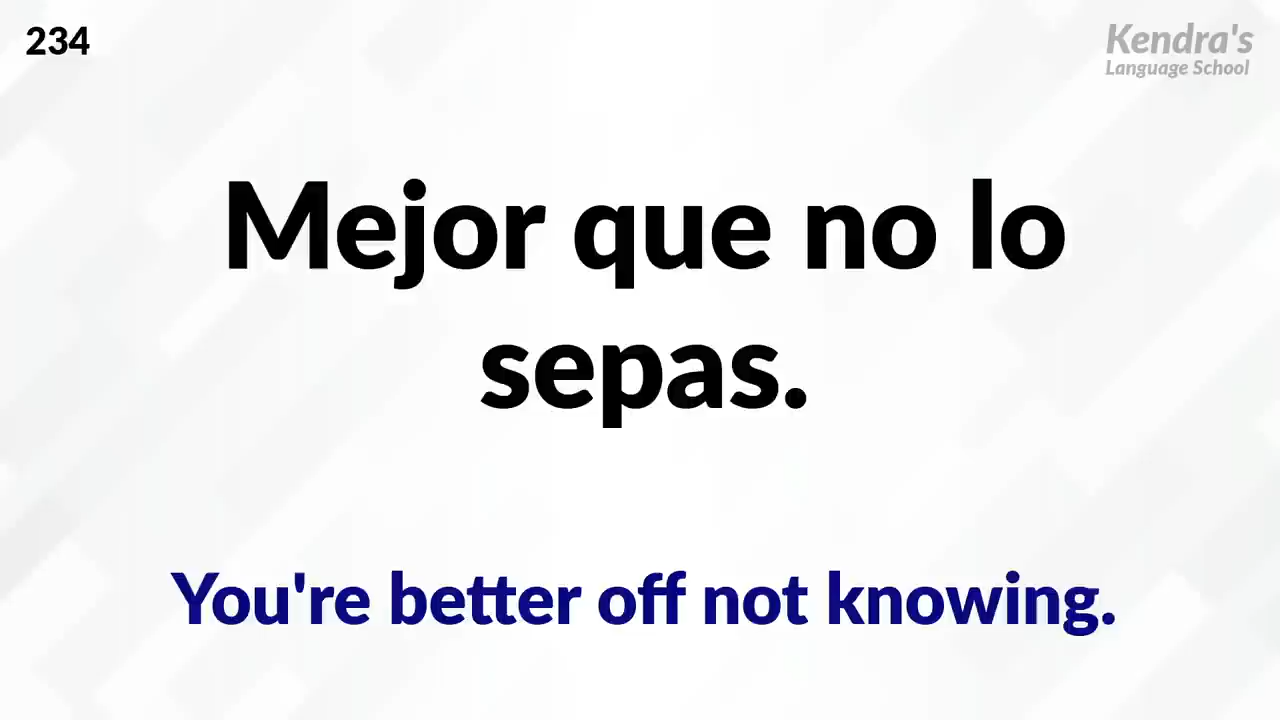 234
Kendra's
Language School
Mejor que no lo
sepas.
You're better off not knowing.